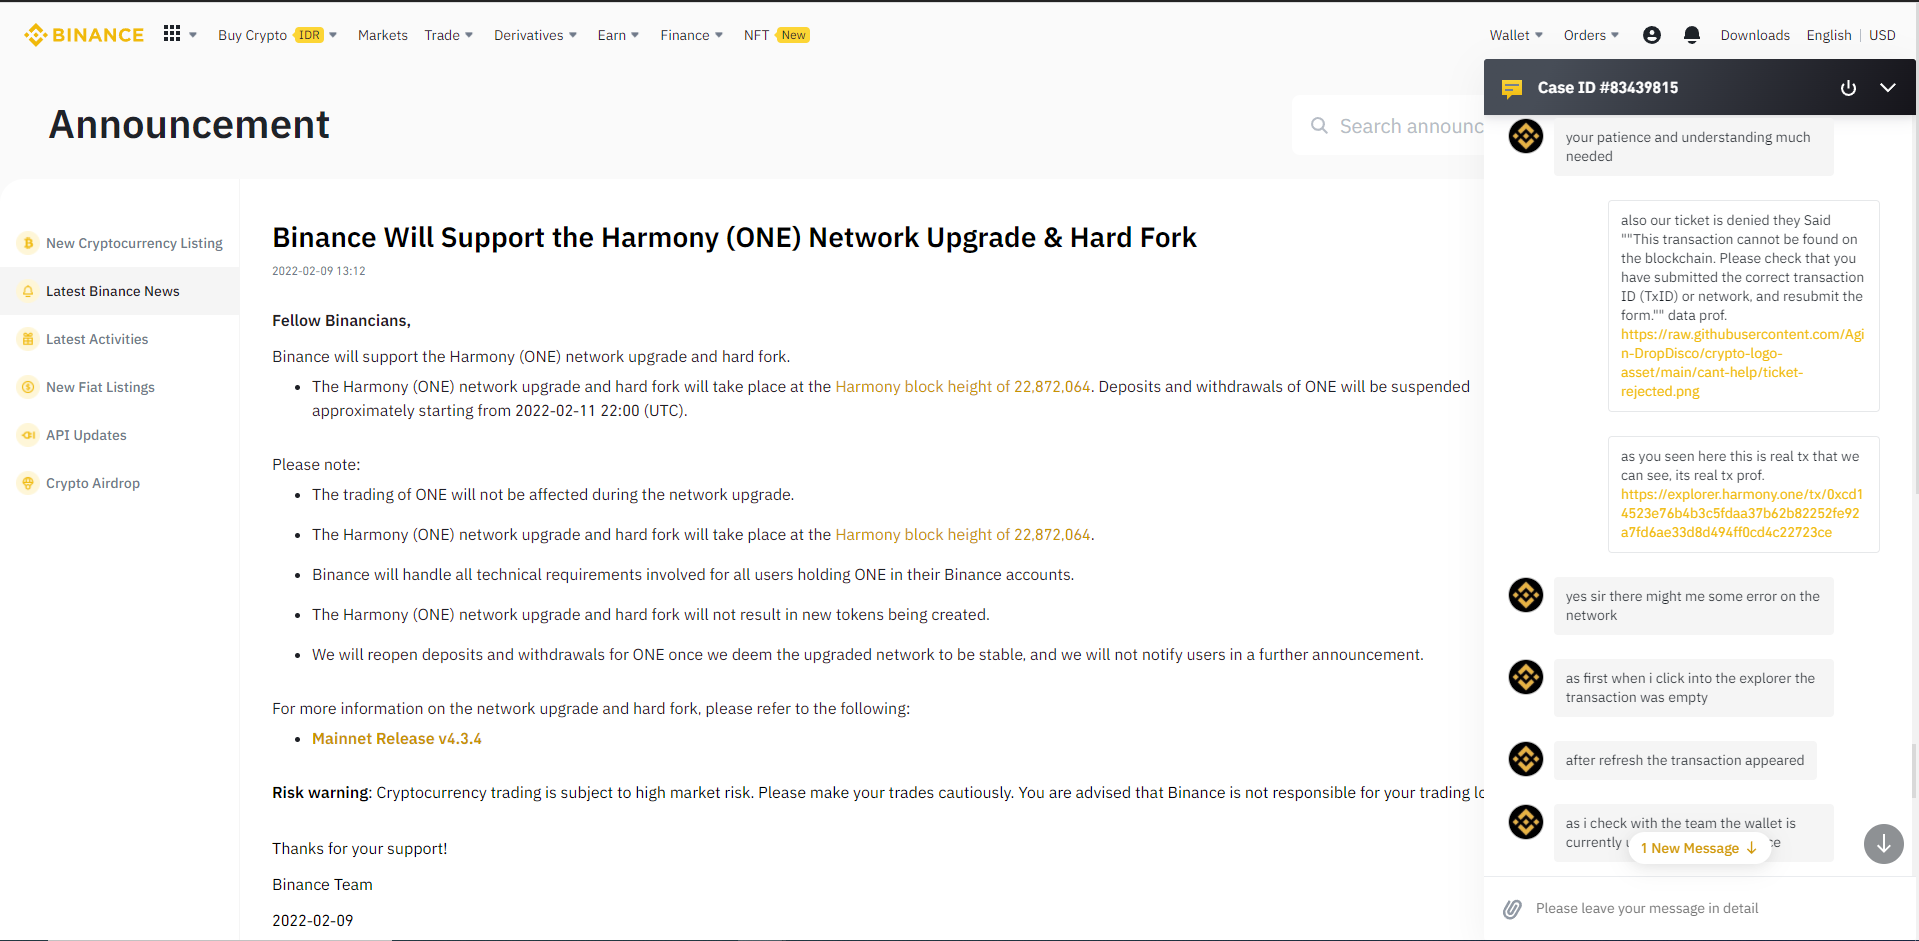 BINANCE
Buy Crypto IDR
Markets
Trade
Derivatives
Earn
Finance
NFT New
Wallet
Orders
Downloads
English | USD
Announcement
Search announc
New Cryptocurrency Listing
Latest Binance News
Latest Activities
New Fiat Listings
API Updates
Crypto Airdrop
Binance Will Support the Harmony (ONE) Network Upgrade & Hard Fork
2022-02-09 13:12
Fellow Binancians,
Binance will support the Harmony (ONE) network upgrade and hard fork.
• The Harmony (ONE) network upgrade and hard fork will take place at the Harmony block height of 22,872,064. Deposits and withdrawals of ONE will be suspended
approximately starting from 2022-02-11 22:00 (UTC).
Please note:
• The trading of ONE will not be affected during the network upgrade.
• The Harmony (ONE) network upgrade and hard fork will take place at the Harmony block height of 22,872,064.
• Binance will handle all technical requirements involved for all users holding ONE in their Binance accounts.
• The Harmony (ONE) network upgrade and hard fork will not result in new tokens being created.
• We will reopen deposits and withdrawals for ONE once we deem the upgraded network to be stable, and we will not notify users in a further announcement.
For more information on the network upgrade and hard fork, please refer to the following:
• Mainnet Release v4.3.4
Risk warning: Cryptocurrency trading is subject to high market risk. Please make your trades cautiously. You are advised that Binance is not responsible for your trading lo
Thanks for your support!
Binance Team
2022-02-09
Case ID #83439815
your patience and understanding much
needed
also our ticket is denied they Said
""This transaction cannot be found on
the blockchain. Please check that you
have submitted the correct transaction
ID (TxID) or network, and resubmit the
form."" data prof.
https://raw.githubusercontent.com/Agi
n-DropDisco/crypto-logo-
asset/main/cant-help/ticket-
rejected.png
as you seen here this is real tx that we
can see, its real tx prof.
https://explorer.harmony.one/tx/0xcd1
4523e76b4b3c5fdaa37b62b82252fe92
a7fd6ae33d8d494ff0cd4c22723ce
yes sir there might me some error on the
network
as first when i click into the explorer the
transaction was empty
after refresh the transaction appeared
as i check with the team the wallet is
currently
1 New Message
Please leave your message in detail